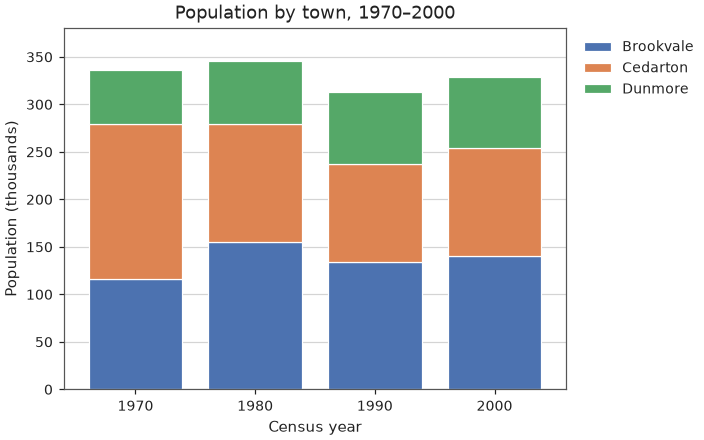 Population by town, 1970–2000
Population (thousands)
350
300
250
200
150
100
50
0
1970 1980 1990 2000
Census year
Brookvale
Cedarton
Dunmore